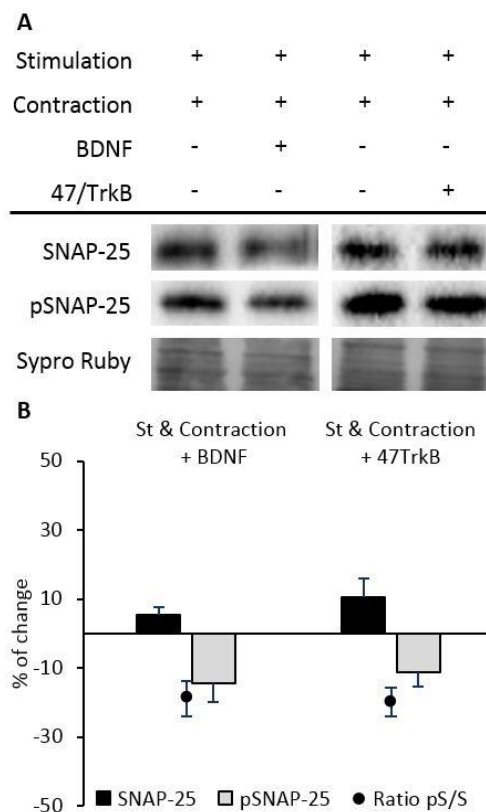 A
Stimulation + + + +
Contraction + + + +
BDNF - + - -
47/TrkB - - - +
SNAP-25
pSNAP-25
Sypro Ruby
B
St & Contraction St & Contraction
+ BDNF + 47TrkB
50
30
10
-10
-30
-50
% of change
SNAP-25 pSNAP-25 Ratio pS/S